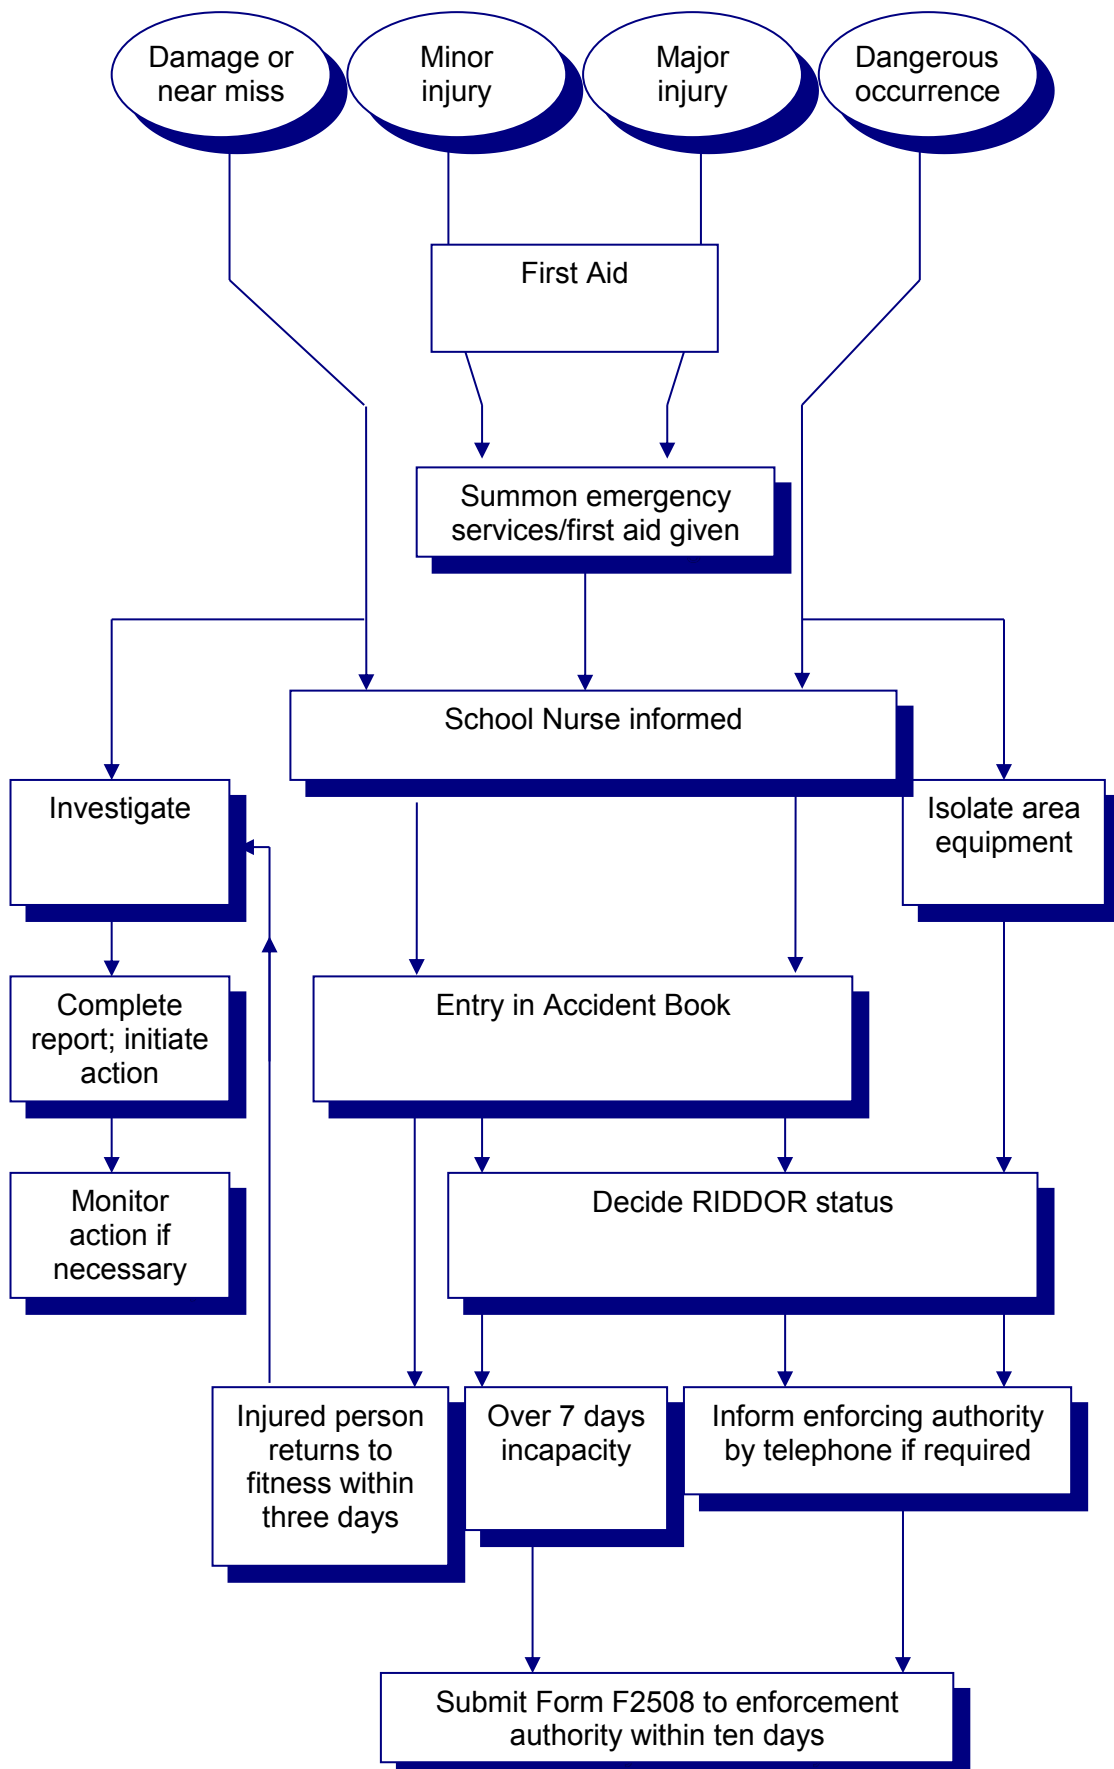 Damage or
near miss
Minor
injury
Major
injury
Dangerous
occurrence
First Aid
Summon emergency
services/first aid given
School Nurse informed
Investigate
Isolate area
equipment
Complete
report; initiate
action
Entry in Accident Book
Monitor
action if
necessary
Decide RIDDOR status
Injured person
returns to
fitness within
three days
Over 7 days
incapacity
Inform enforcing authority
by telephone if required
Submit Form F2508 to enforcement
authority within ten days